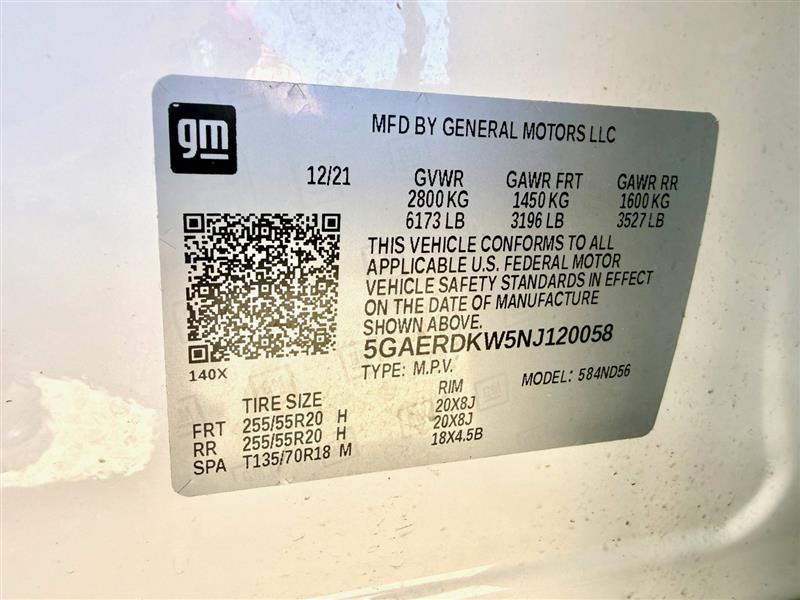 gm
MFD BY GENERAL MOTORS LLC
12/21 GVWR GAWR FRT GAWR RR
2800 KG 1450 KG 1600 KG
6173 LB 3196 LB 3527 LB
THIS VEHICLE CONFORMS TO ALL
APPLICABLE U.S. FEDERAL MOTOR
VEHICLE SAFETY STANDARDS IN EFFECT
ON THE DATE OF MANUFACTURE
SHOWN ABOVE.
5GAERDKW5NJ120058
140X
TYPE: M.P.V. MODEL: 584ND56
TIRE SIZE RIM
FRT 255/55R20 H 20X8J
RR 255/55R20 H 20X8J
SPA T135/70R18 M 18X4.5B